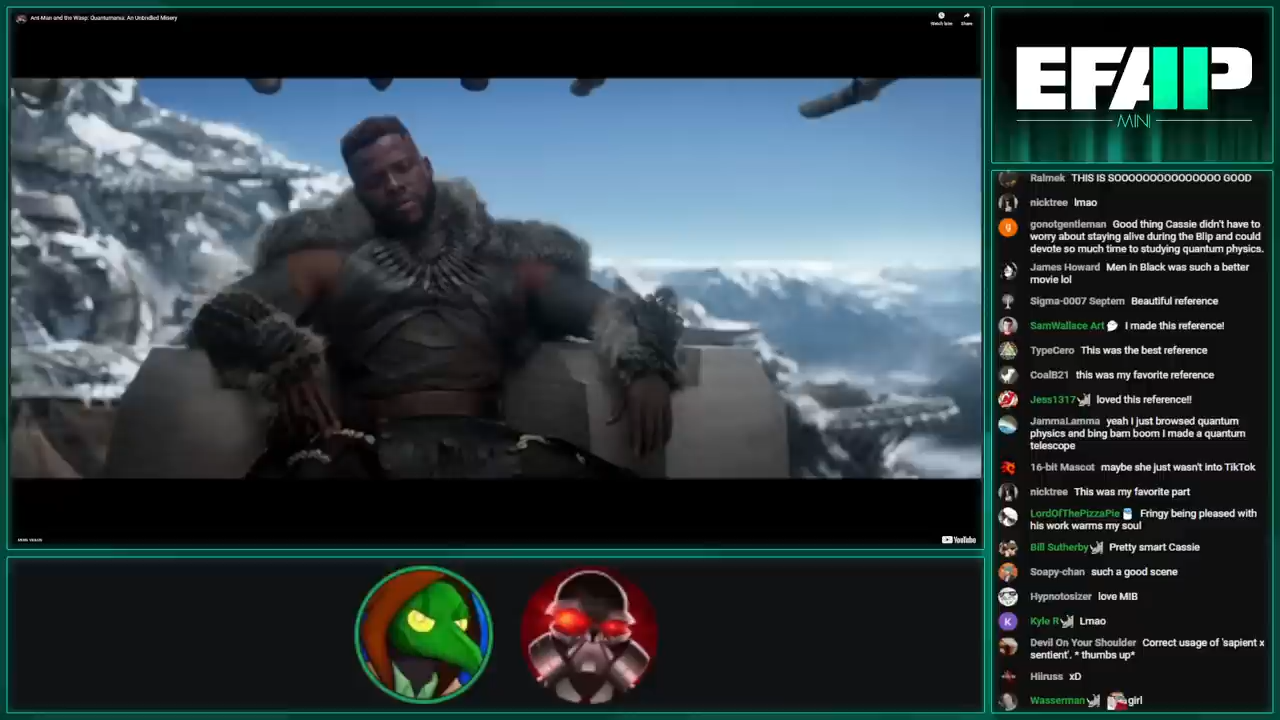 Ant-Man and the Wasp: Quantumania: An Unbridled Misery
Watch later
Share
MORE VIDEOS
YouTube
EFAP
MINI
Ralmek THIS IS SOOOOOOOOOOOOOOO GOOD
nicktree lmao
gonotgentleman Good thing Cassie didn't have to
worry about staying alive during the Blip and could
devote so much time to studying quantum physics.
James Howard Men in Black was such a better
movie lol
Sigma-0007 Septem Beautiful reference
SamWallace Art I made this reference!
TypeCero This was the best reference
CoalB21 this was my favorite reference
Jess1317 loved this reference!!
JammaLamma yeah I just browsed quantum
physics and bing bam boom I made a quantum
telescope
16-bit Mascot maybe she just wasn't into TikTok
nicktree This was my favorite part
LordOfThePizzaPie Fringy being pleased with
his work warms my soul
Bill Sutherby Pretty smart Cassie
Soapy-chan such a good scene
Hypnotosizer love MIB
K
Kyle R Lmao
Devil On Your Shoulder Correct usage of 'sapient x
sentient'. * thumbs up*
Hiiruss xD
Wasserman girl